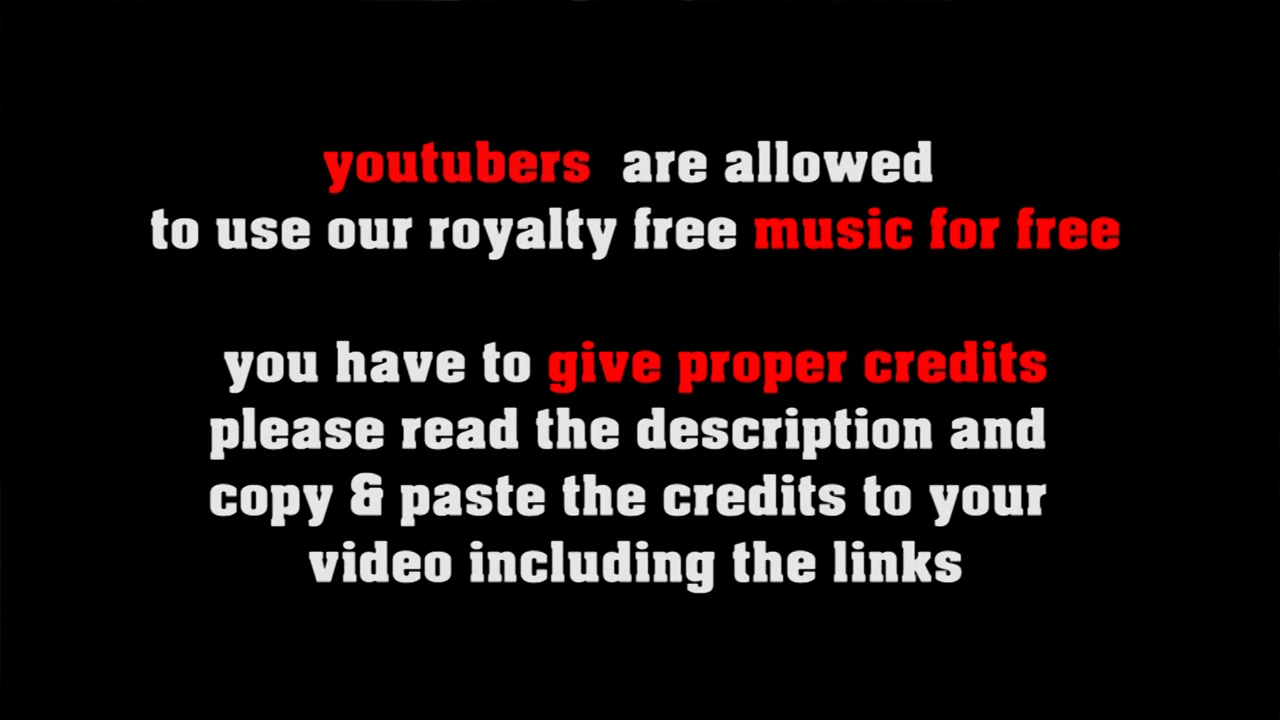 youtubers are allowed
to use our royalty free music for free
you have to give proper credits
please read the description and
copy & paste the credits to your
video including the links